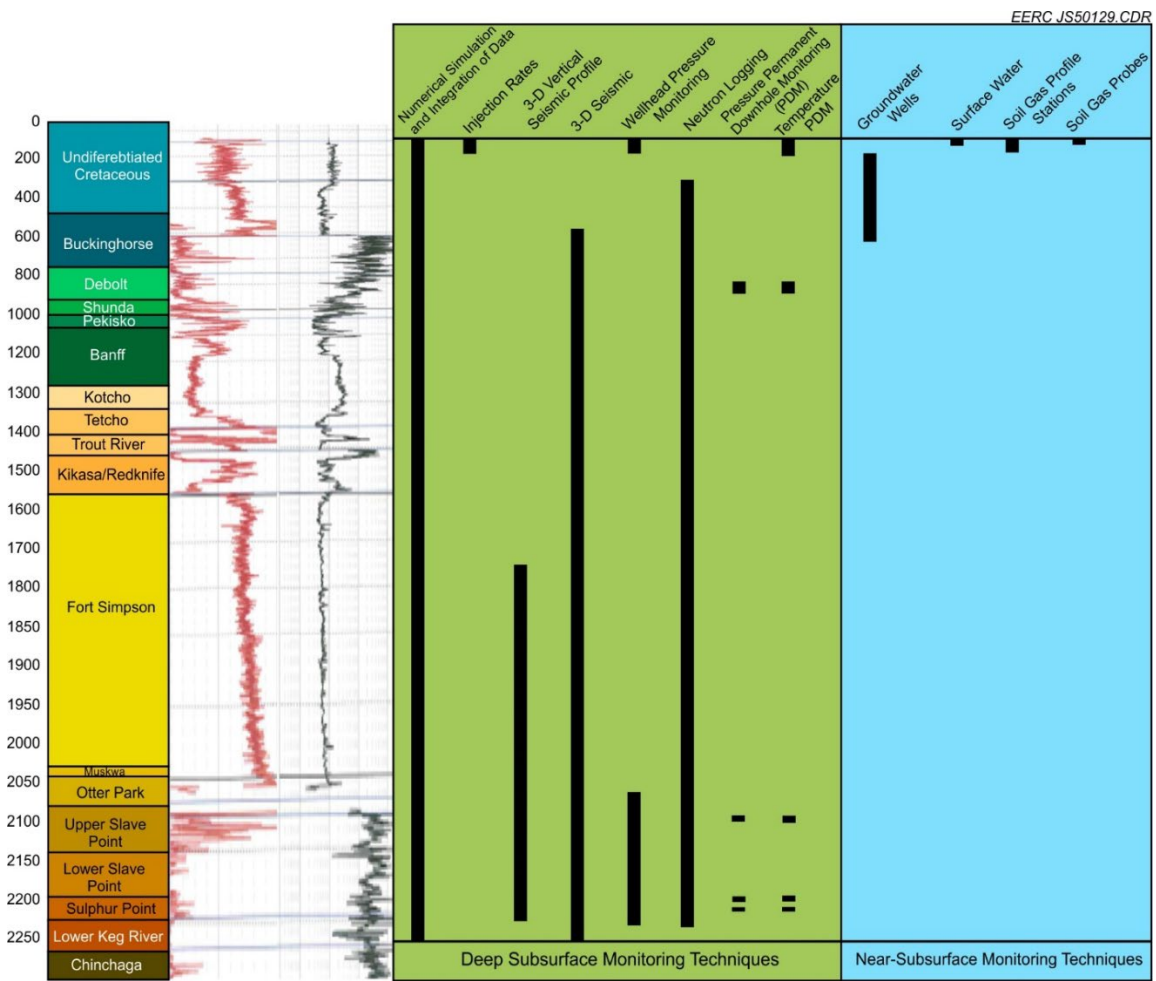 EERC JS50129.CDR
Numerical Simulation
and Integration of Data
Injection Rates
3-D Vertical
Seismic Profile
3-D Seismic
Wellhead Pressure
Monitoring
Neutron Logging
Pressure Permanent
Downhole Monitoring
(PDM)
Temperature
PDM
Groundwater
Wells
Surface Water
Soil Gas Profile
Stations
Soil Gas Probes
0
200
400
600
800
1000
1200
1300
1400
1500
1600
1700
1800
1850
1900
1950
2000
2050
2100
2150
2200
2250
Undiferebtiated
Cretaceous
Buckinghorse
Debolt
Shunda
Pekisko
Banff
Kotcho
Tetcho
Trout River
Kikasa/Redknife
Fort Simpson
Muskwa
Otter Park
Upper Slave
Point
Lower Slave
Point
Sulphur Point
Lower Keg River
Chinchaga
Deep Subsurface Monitoring Techniques
Near-Subsurface Monitoring Techniques